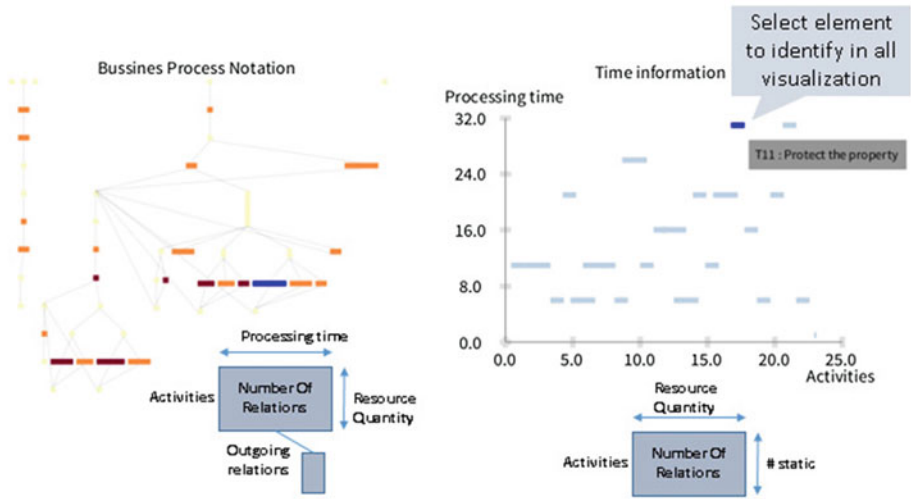 Select element
to identify in all
visualization
Bussines Process Notation
Time information
Processing time
32.0
24.0
16.0
8.0
0.0
T11 : Protect the property
0.0 5.0 10.0 15.0 20.0 25.0
Activities
Processing time
Activities
Number Of
Relations
Resource
Quantity
Outgoing
relations
Resource
Quantity
Activities
Number Of
Relations
# static